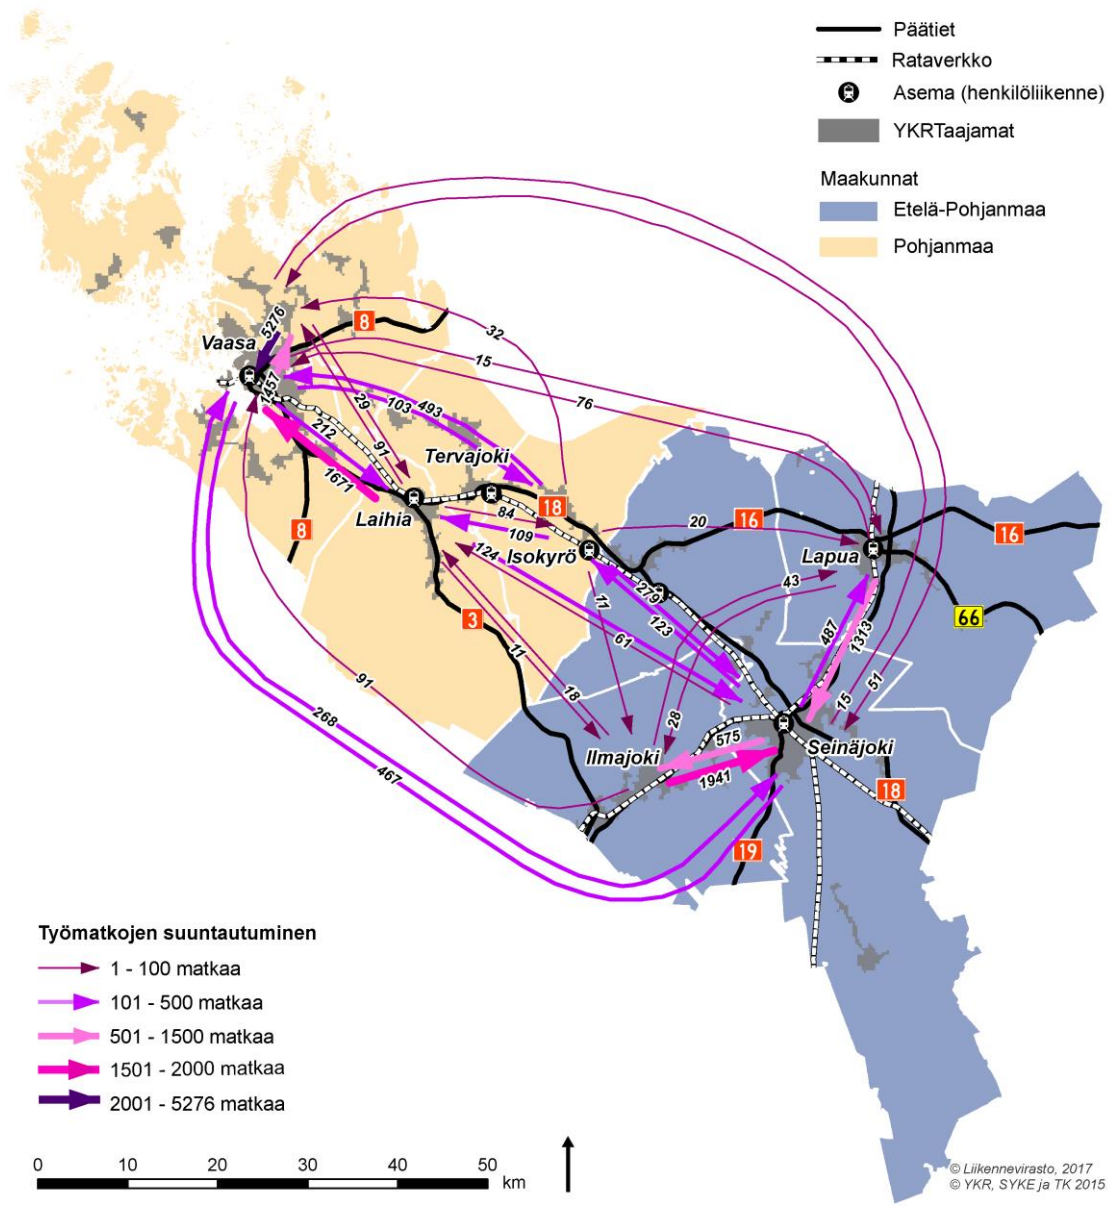 Päätiet
Rataverkko
Asema (henkilöliikenne)
YKRTaajamat
Maakunnat
Etelä-Pohjanmaa
Pohjanmaa
5276
8
Vaasa
32
15
1457
103
493
76
29
212
91
Tervajoki
1671
18
Laihia
84
20
16
16
8
109
124
Isokyrö
Lapua
43
279
11
123
3
66
487
1313
61
11
91
18
28
15
51
268
575
Seinäjoki
Ilmajoki
467
1941
18
19
Työmatkojen suuntautuminen
1 - 100 matkaa
101 - 500 matkaa
501 - 1500 matkaa
1501 - 2000 matkaa
2001 - 5276 matkaa
0 10 20 30 40 50
km
© Liikennevirasto, 2017
© YKR, SYKE ja TK 2015